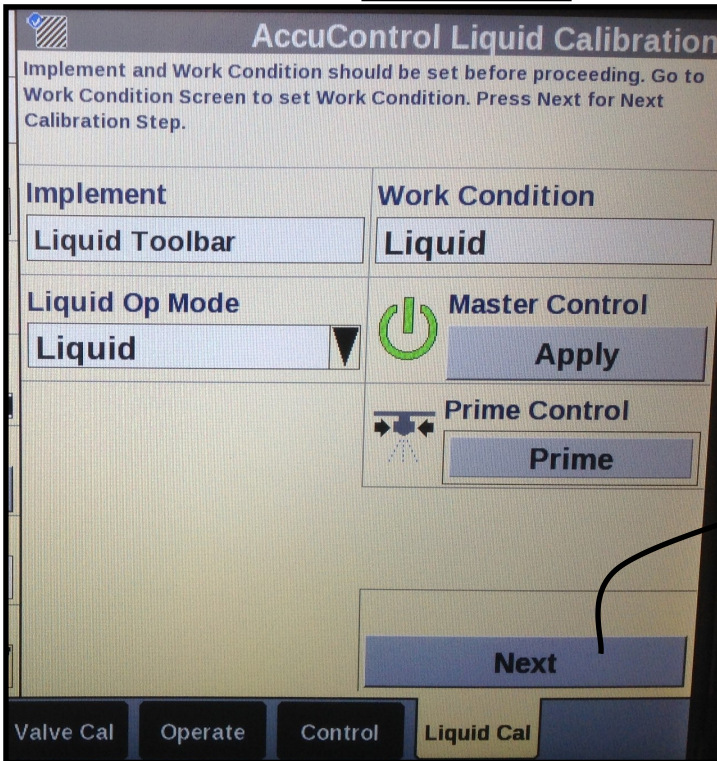 AccuControl Liquid Calibration
Implement and Work Condition should be set before proceeding. Go to
Work Condition Screen to set Work Condition. Press Next for Next
Calibration Step.
Implement
Work Condition
Liquid Toolbar
Liquid
Liquid Op Mode
Master Control
Liquid
Apply
Prime Control
Prime
Next
Valve Cal
Operate
Control
Liquid Cal